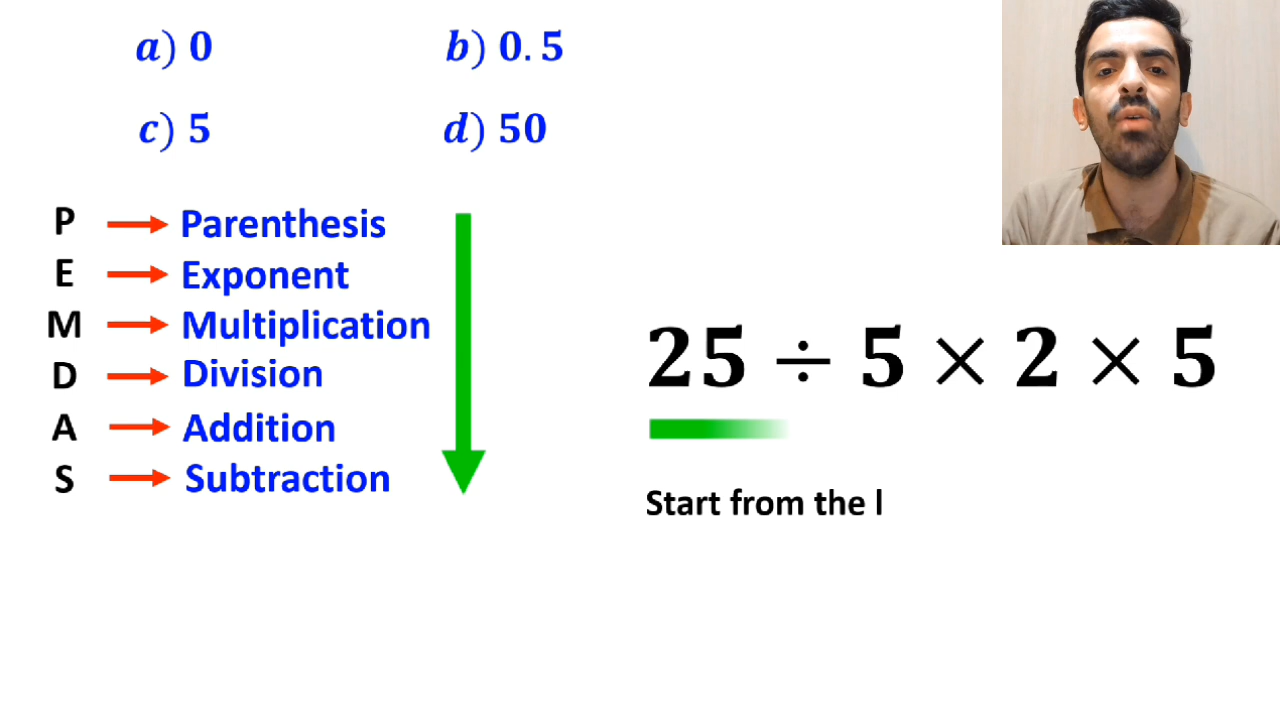 a) 0 b) 0.5
c) 5 d) 50
P Parenthesis
E Exponent
M Multiplication
D Division
A Addition
S Subtraction
25 ÷ 5 × 2 × 5
Start from the l